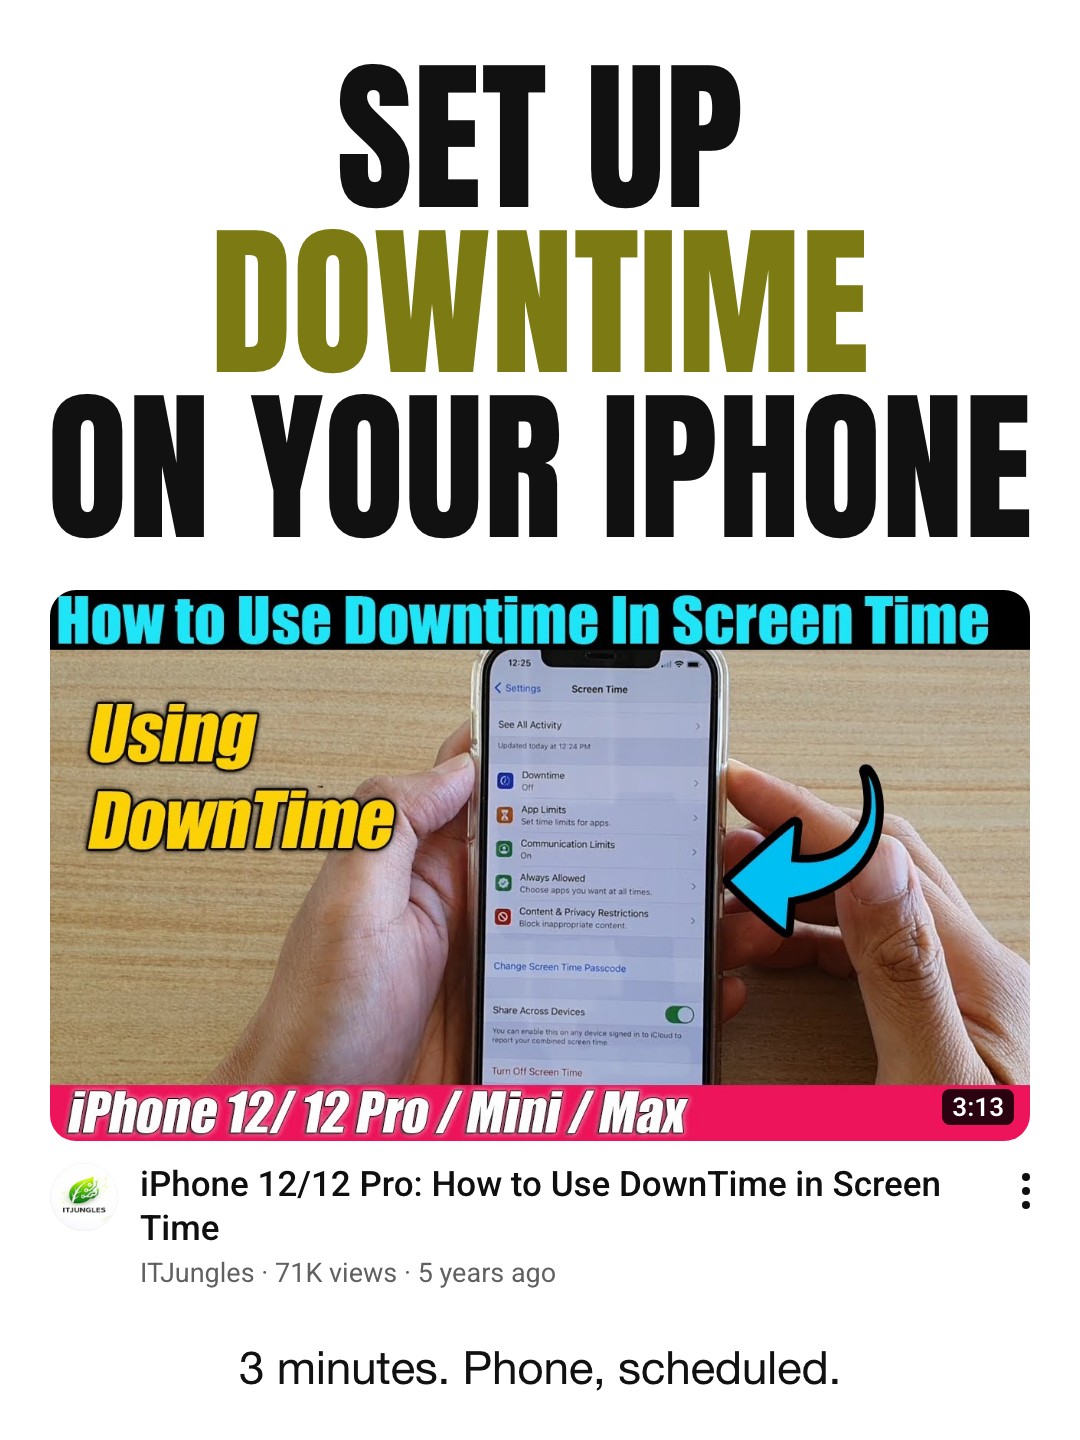 SET UP
DOWNTIME
ON YOUR IPHONE
How to Use Downtime In Screen Time
Using
DownTime
12:25
Settings
Screen Time
See All Activity
Updated today at 12:24 PM
Downtime
Off
App Limits
Set time limits for apps.
Communication Limits
On
Always Allowed
Choose apps you want at all times.
Content & Privacy Restrictions
Block inappropriate content.
Change Screen Time Passcode
Share Across Devices
You can enable this on any device signed in to iCloud to
report your combined screen time.
Turn Off Screen Time
iPhone 12/ 12 Pro / Mini / Max
3:13
ITJUNGLES
iPhone 12/12 Pro: How to Use DownTime in Screen
Time
ITJungles · 71K views · 5 years ago
3 minutes. Phone, scheduled.